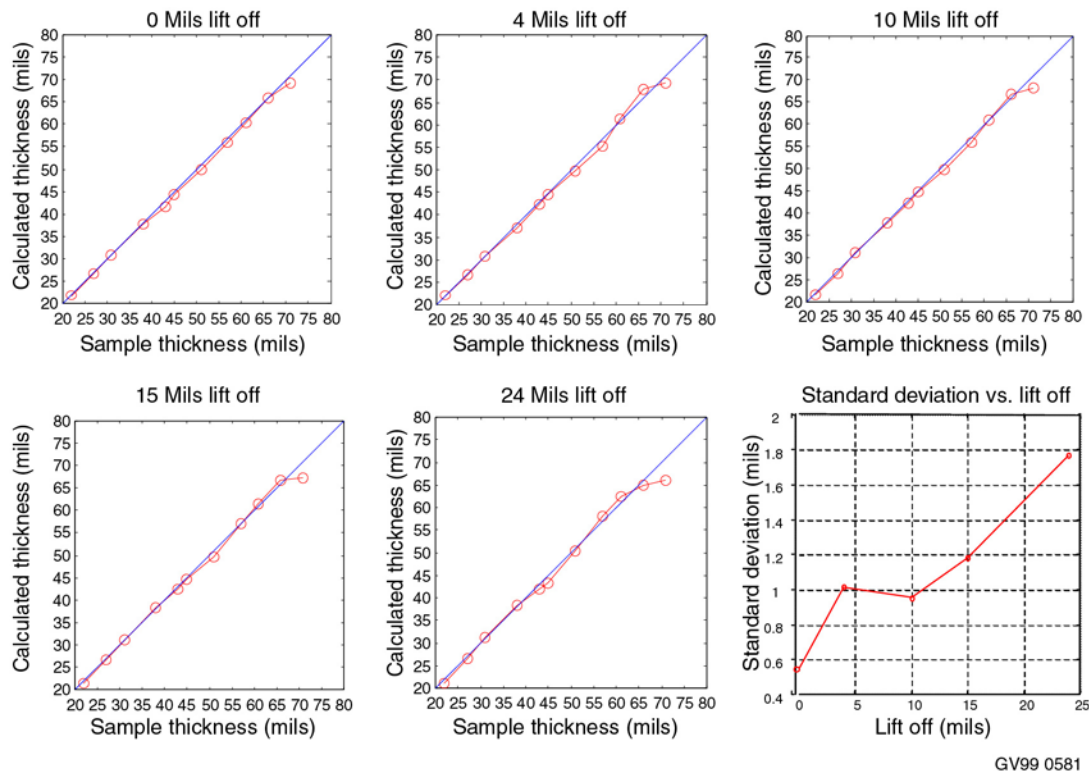 0 Mils lift off
Calculated thickness (mils)
80
75
70
65
60
55
50
45
40
35
30
25
20
20 25 30 35 40 45 50 55 60 65 70 75 80
Sample thickness (mils)
4 Mils lift off
Calculated thickness (mils)
80
75
70
65
60
55
50
45
40
35
30
25
20
20 25 30 35 40 45 50 55 60 65 70 75 80
Sample thickness (mils)
10 Mils lift off
Calculated thickness (mils)
80
75
70
65
60
55
50
45
40
35
30
25
20
20 25 30 35 40 45 50 55 60 65 70 75 80
Sample thickness (mils)
15 Mils lift off
Calculated thickness (mils)
80
75
70
65
60
55
50
45
40
35
30
25
20
20 25 30 35 40 45 50 55 60 65 70 75 80
Sample thickness (mils)
24 Mils lift off
Calculated thickness (mils)
80
75
70
65
60
55
50
45
40
35
30
25
20
20 25 30 35 40 45 50 55 60 65 70 75 80
Sample thickness (mils)
Standard deviation vs. lift off
Standard deviation (mils)
2
1.8
1.6
1.4
1.2
1
0.8
0.6
0.4
0 5 10 15 20 25
Lift off (mils)
GV99 0581